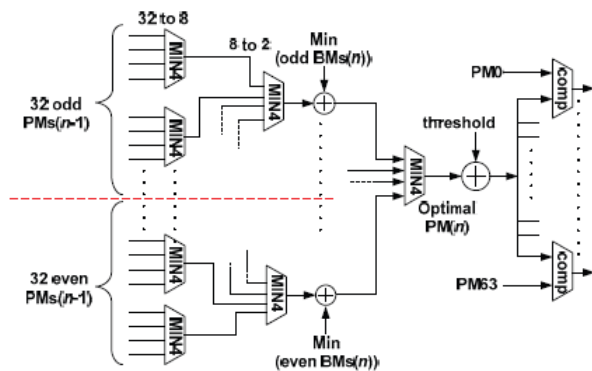 32 to 8
8 to 2
Min
(odd BMs(n))
MIN4
MIN4
MIN4
32 odd
PMs(n-1)
PM0
comp
threshold
MIN4
Optimal
PM(n)
32 even
PMs(n-1)
MIN4
MIN4
MIN4
PM63
comp
Min
(even BMs(n))